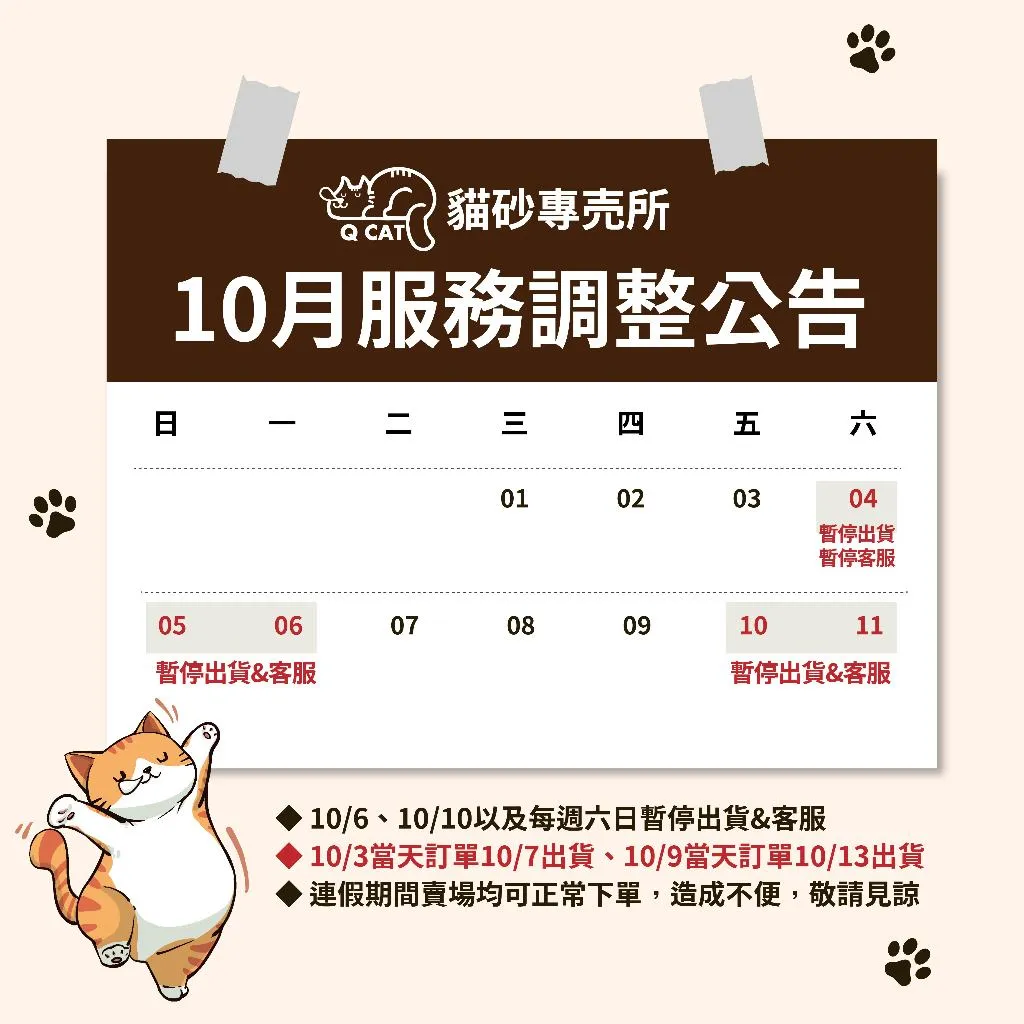 Q CAT
貓砂專売所
10月服務調整公告
日 一 二 三 四 五 六
01 02 03 04
暫停出貨
暫停客服
05 06 07 08 09 10 11
暫停出貨&客服 暫停出貨&客服
◆ 10/6、10/10以及每週六日暫停出貨&客服
◆ 10/3當天訂單10/7出貨、10/9當天訂單10/13出貨
◆ 連假期間賣場均可正常下單，造成不便，敬請見諒